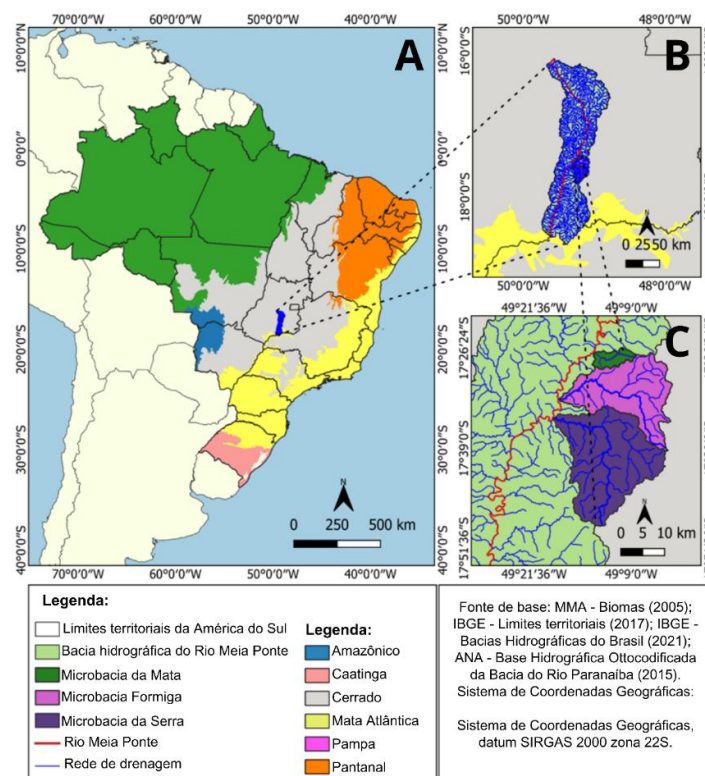 70°0'0"W 60°0'0"W 50°0'0"W 40°0'0"W
10°0'0"N
0°0'0"
10°0'0"S
20°0'0"S
30°0'0"S
40°0'0"S
A
N
0 250 500 km
70°0'0"W 60°0'0"W 50°0'0"W 40°0'0"W
50°0'0"W 48°0'0"W
16°0'0"S
18°0'0"S
B
N
0 2550 km
50°0'0"W 48°0'0"W
49°21'36"W 49°9'0"W
17°26'24"S
17°39'0"S
17°51'36"S
C
N
0 5 10 km
49°21'36"W 49°9'0"W
Legenda:
Limites territoriais da América do Sul
Bacia hidrográfica do Rio Meia Ponte
Microbacia da Mata
Microbacia Formiga
Microbacia da Serra
Rio Meia Ponte
Rede de drenagem
Legenda:
Amazônico
Caatinga
Cerrado
Mata Atlântica
Pampa
Pantanal
Fonte de base: MMA - Biomas (2005);
IBGE - Limites territoriais (2017); IBGE -
Bacias Hidrográficas do Brasil (2021);
ANA - Base Hidrográfica Ottocodificada
da Bacia do Rio Paranaíba (2015).
Sistema de Coordenadas Geográficas:
Sistema de Coordenadas Geográficas,
datum SIRGAS 2000 zona 22S.